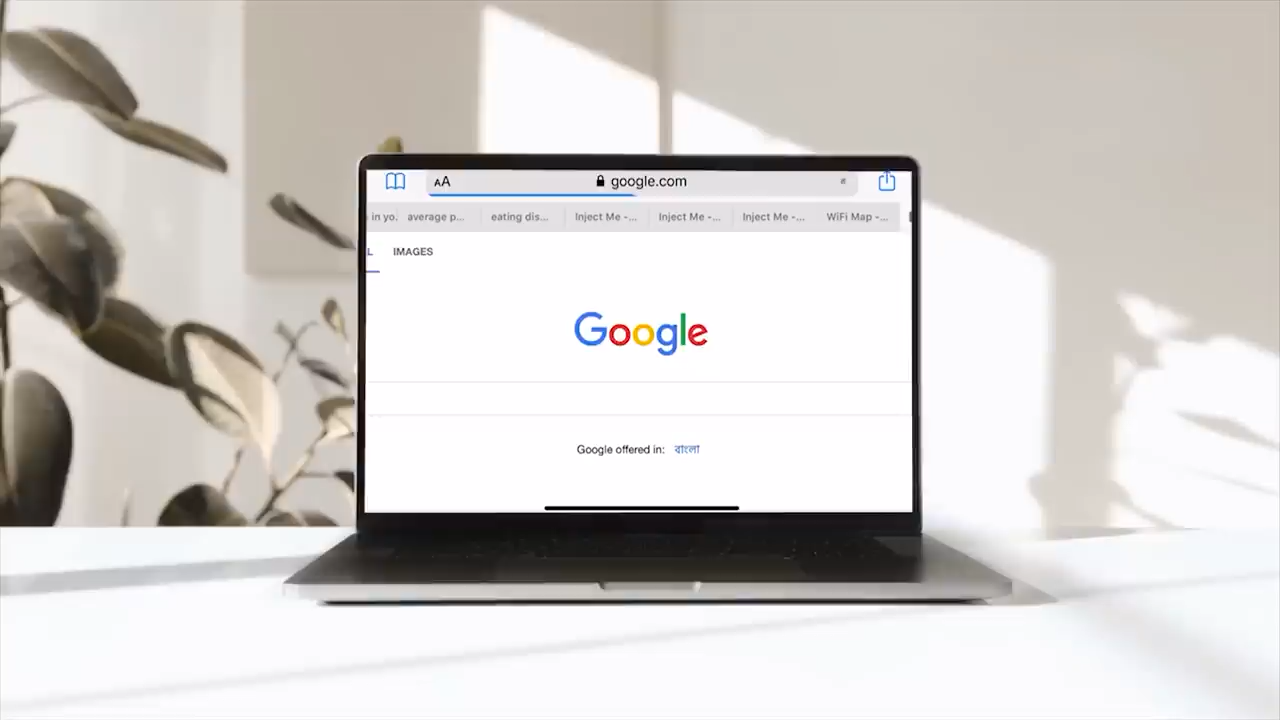 AA google.com
in yo. average p... eating dis... Inject Me -... Inject Me -... Inject Me -... WiFi Map -...
L IMAGES
Google
Google offered in: বাংলা